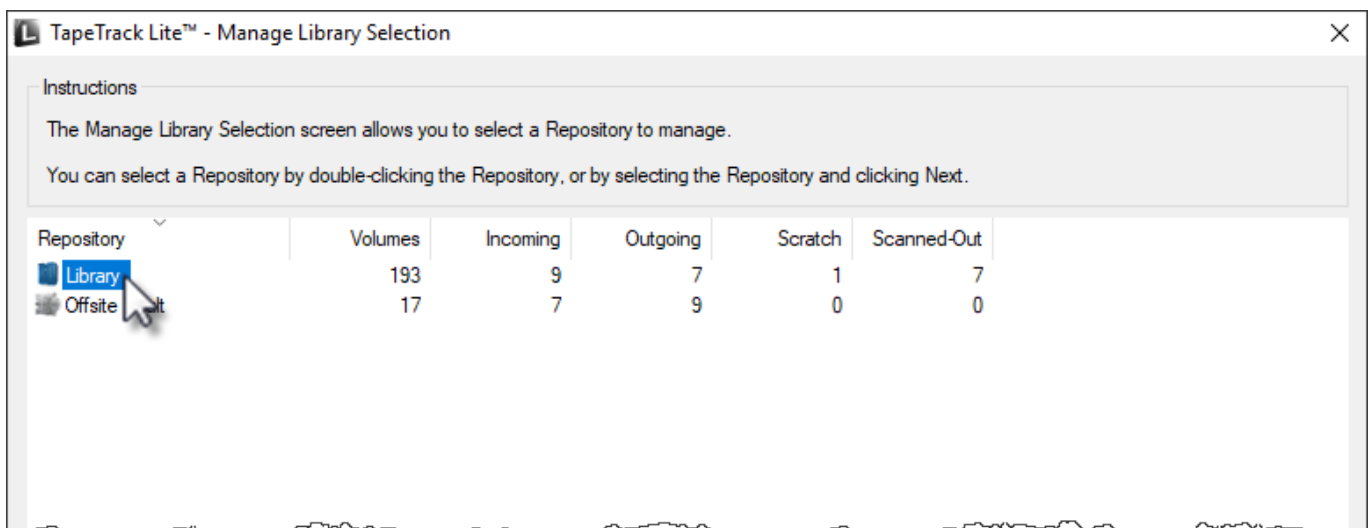 TapeTrack Lite™ - Manage Library Selection
Instructions
The Manage Library Selection screen allows you to select a Repository to manage.
You can select a Repository by double-clicking the Repository, or by selecting the Repository and clicking Next.
Repository Volumes Incoming Outgoing Scratch Scanned-Out
Library 193 9 7 1 7
Offsite 17 7 9 0 0